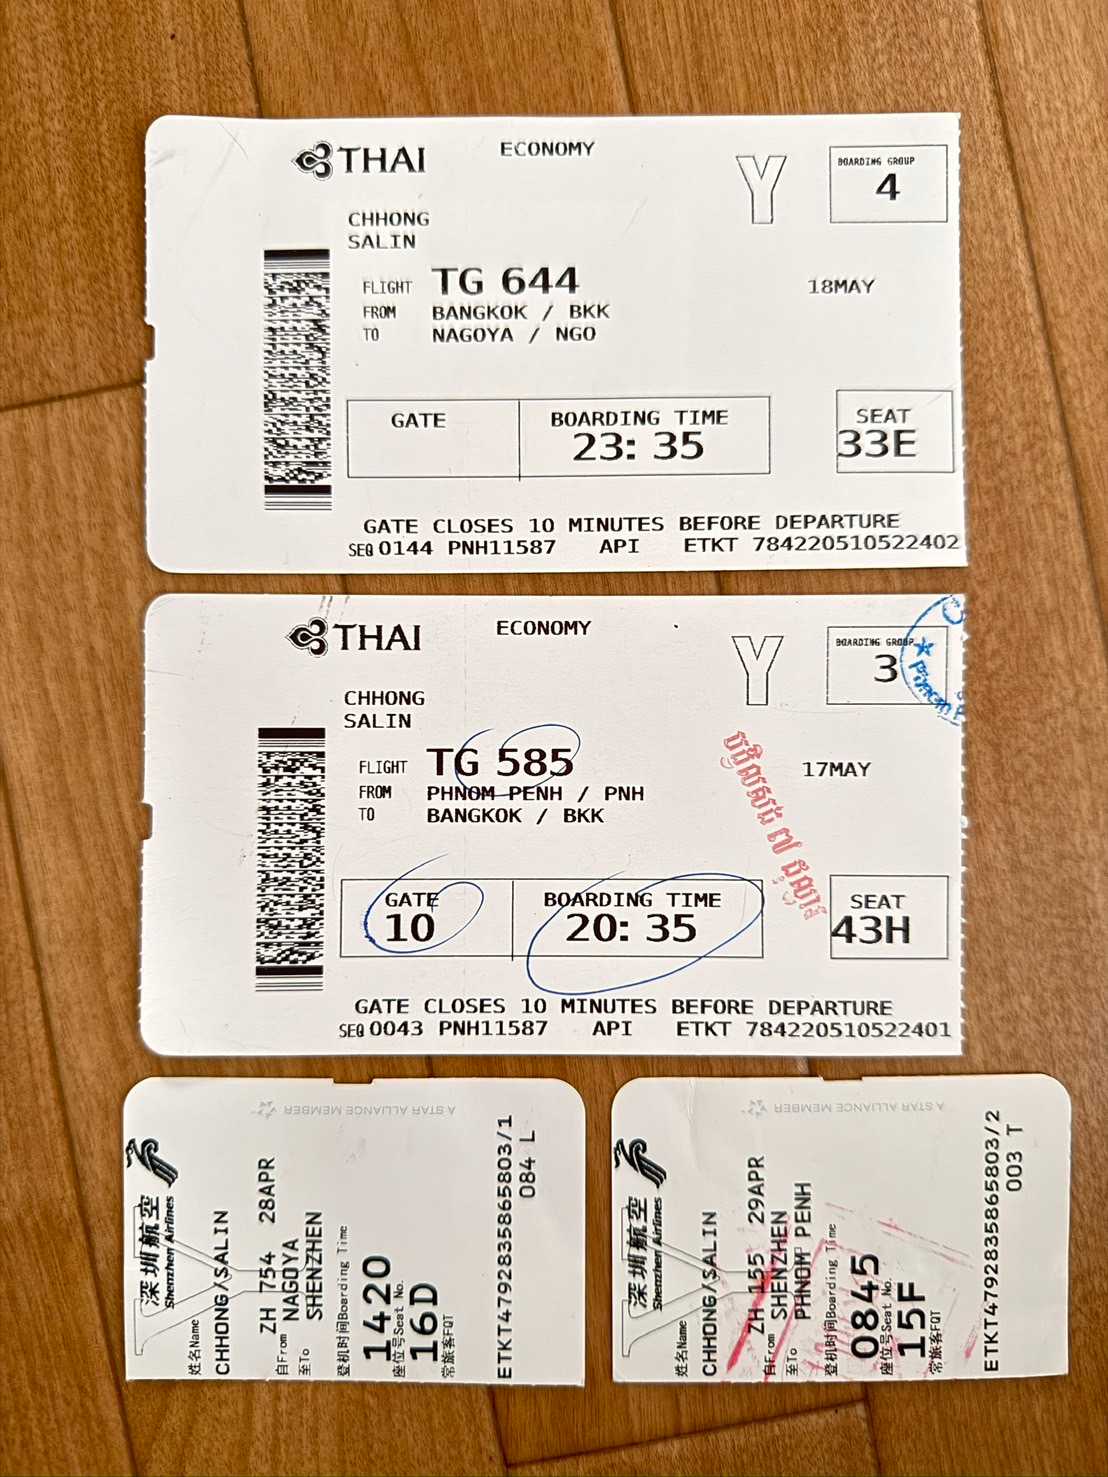 THAI
ECONOMY
Y
BOARDING GROUP
4
CHHONG
SALIN
FLIGHT TG 644
18MAY
FROM BANGKOK / BKK
TO NAGOYA / NGO
GATE
BOARDING TIME
23: 35
SEAT
33E
GATE CLOSES 10 MINUTES BEFORE DEPARTURE
SEQ 0144 PNH11587 API ETKT 784220510522402
THAI
ECONOMY
Y
BOARDING GROUP
3
CHHONG
SALIN
FLIGHT TG 585
17MAY
FROM PHNOM PENH / PNH
TO BANGKOK / BKK
GATE
10
BOARDING TIME
20: 35
SEAT
43H
GATE CLOSES 10 MINUTES BEFORE DEPARTURE
SEQ 0043 PNH11587 API ETKT 784220510522401
深圳航空
Shenzhen Airlines
Y
姓名Name
CHHONG/SALIN
ZH 754 28APR
自From NAGOYA
至To SHENZHEN
登机时间Boarding Time
1420
座位号Seat No.
16D
常旅客FQT
ETKT4792835865803/1
084 L
A STAR ALLIANCE MEMBER
深圳航空
Shenzhen Airlines
Y
姓名Name
CHHONG/SALIN
ZH 155 29APR
自From SHENZHEN
至To PHNOM PENH
登机时间Boarding Time
0845
座位号Seat No.
15F
常旅客FQT
ETKT4792835865803/2
003 T
A STAR ALLIANCE MEMBER